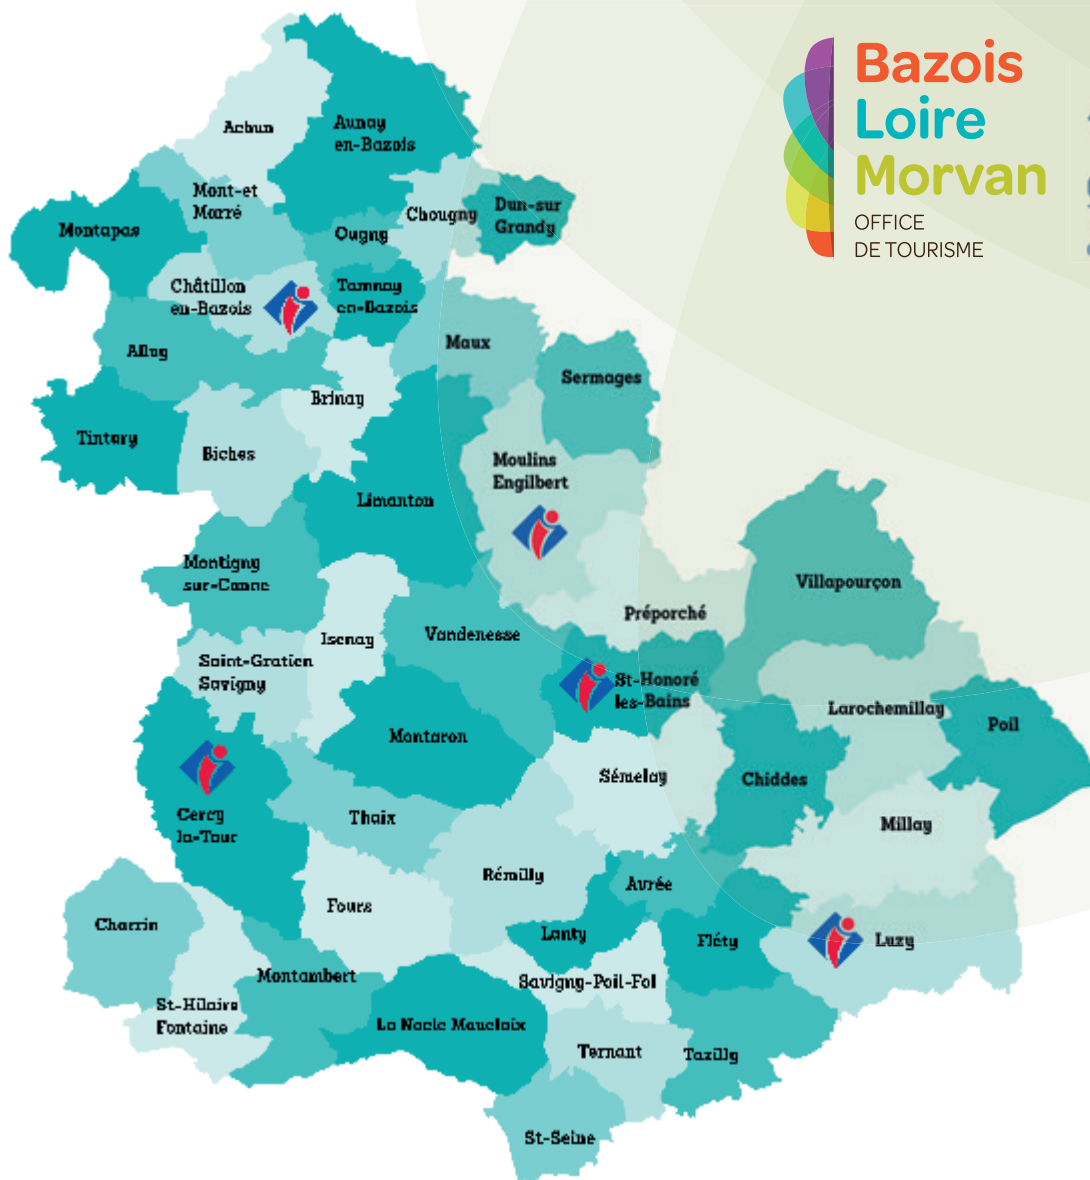 Bazois
Loire
Morvan
OFFICE
DE TOURISME
Achun
Aunay
en-Bazois
Mont-et
Marré
Chougny
Dun-sur
Grandy
Montapas
Ougny
Châtillon
en-Bazois
Tamnay
en-Bazois
Alluy
Maux
Sermages
Brinay
Tintury
Biches
Moulins
Engilbert
Limanton
Montigny
sur-Canne
Villapourçon
Préporché
Isenay
Vandenesse
Saint-Gratien
Savigny
St-Honoré
les-Bains
Larochemillay
Poil
Montaron
Sémelay
Chiddes
Cercy
la-Tour
Thaix
Millay
Rémilly
Avrée
Fours
Charrin
Lanty
Fléty
Luzy
Montambert
Savigny-Poil-Fol
St-Hilaire
Fontaine
La Nocle Maulaix
Ternant
Tazilly
St-Seine